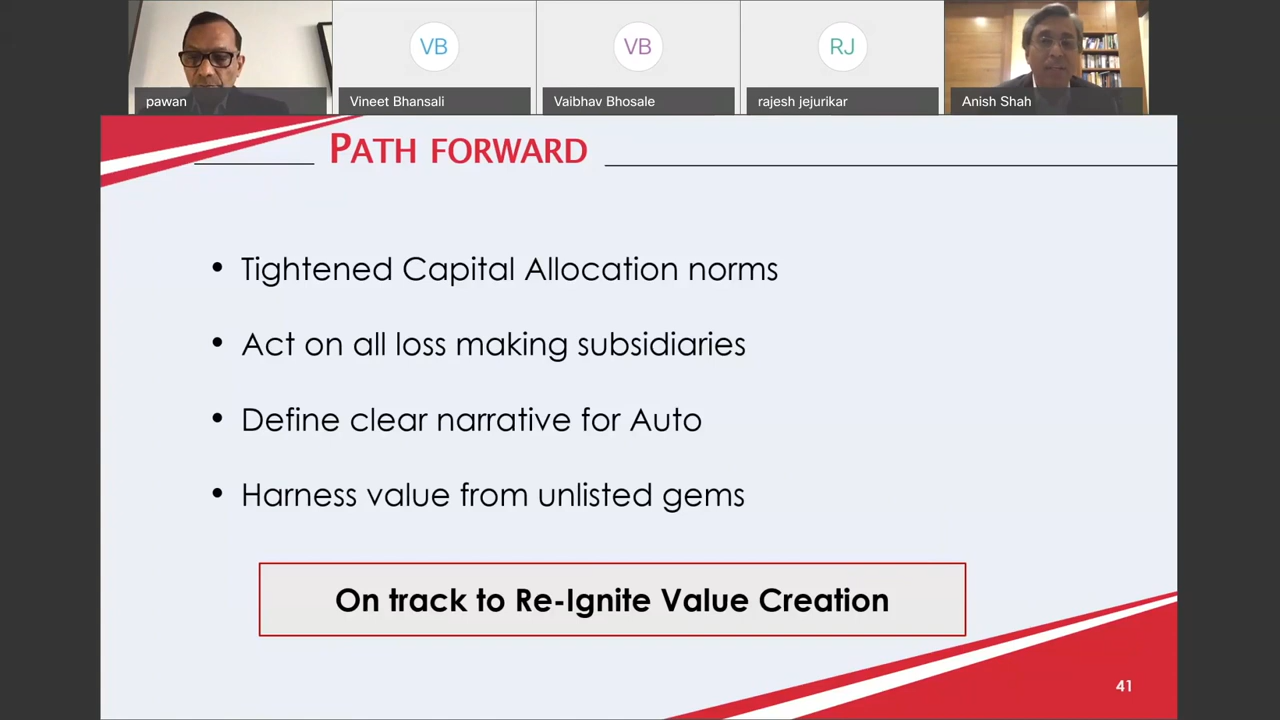 VB
VB
RJ
pawan
Vineet Bhansali
Vaibhav Bhosale
rajesh jejurikar
Anish Shah
PATH FORWARD
• Tightened Capital Allocation norms
• Act on all loss making subsidiaries
• Define clear narrative for Auto
• Harness value from unlisted gems
On track to Re-Ignite Value Creation
41